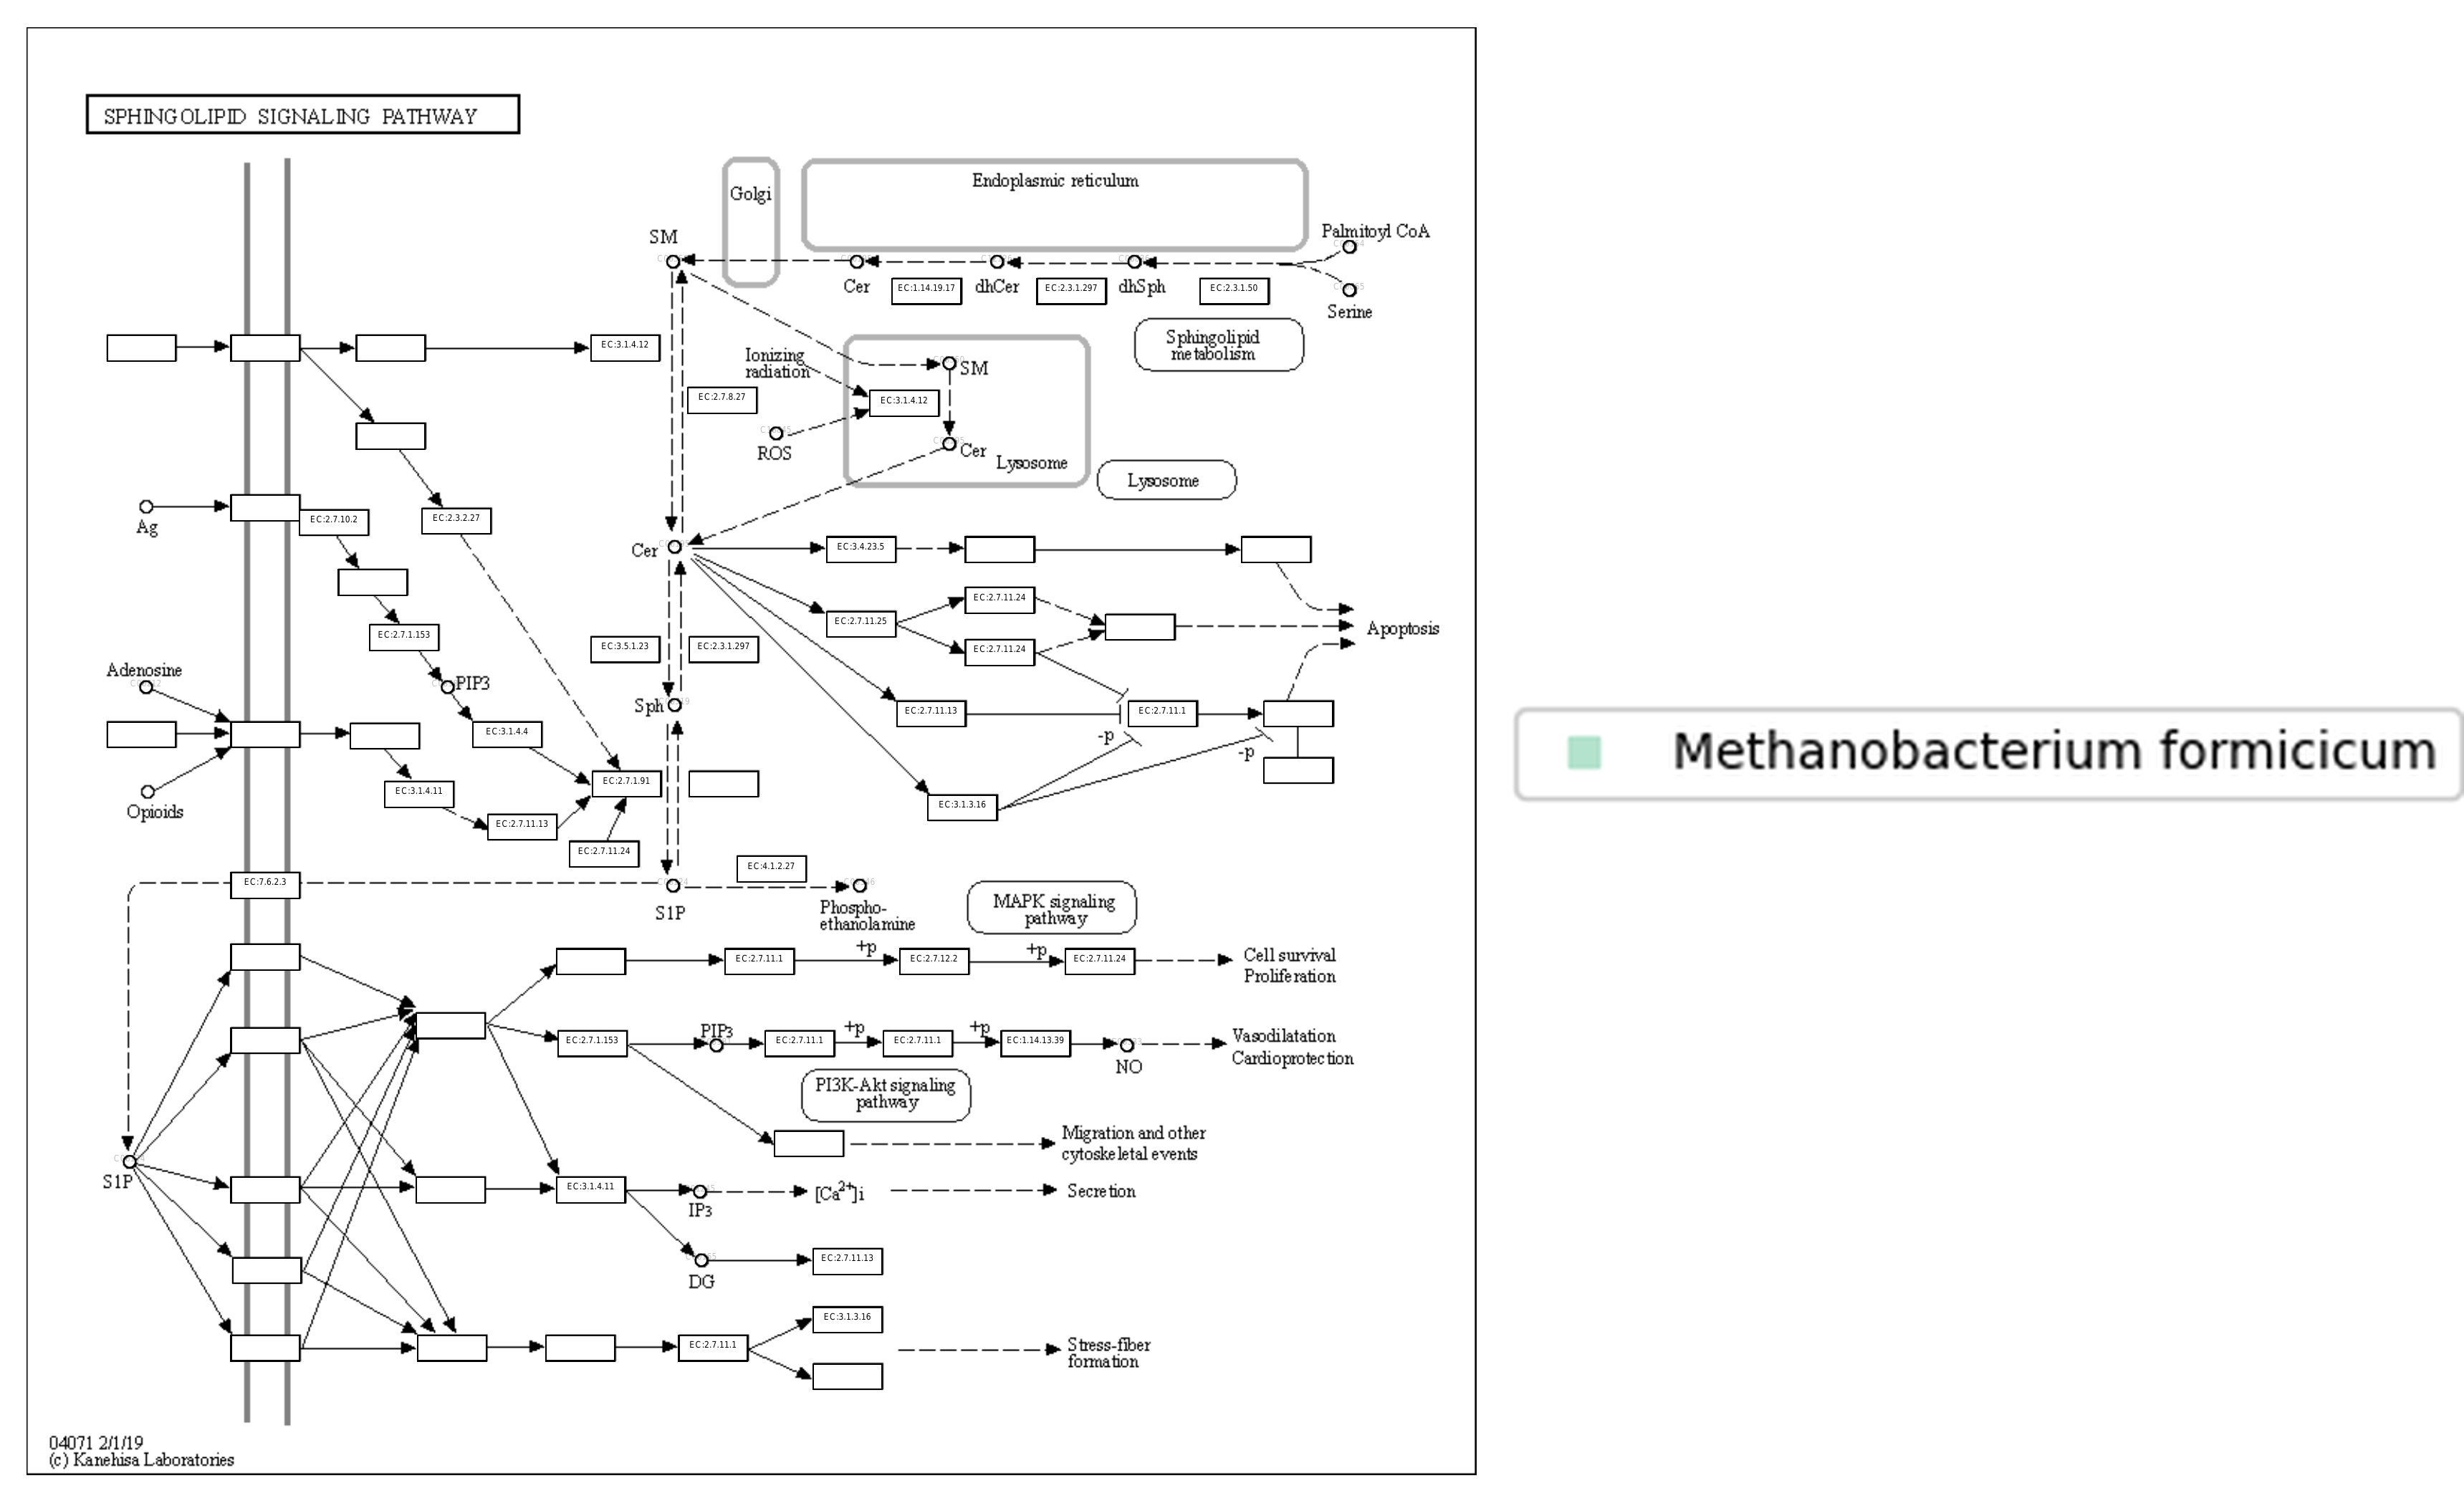 SPHINGOLIPID SIGNALING PATHWAY
Golgi
Endoplasmic reticulum
SM
Palmitoyl CoA
Cer
EC:1.14.19.17
dhCer
EC:2.3.1.297
dhSph
EC:2.3.1.50
Serine
Sphingolipid
metabolism
EC:3.1.4.12
Ionizing
radiation
SM
EC:2.7.8.27
EC:3.1.4.12
ROS
Cer
Lysosome
Lysosome
Ag
EC:2.7.10.2
EC:2.3.2.27
Cer
EC:3.4.23.5
EC:2.7.11.24
EC:2.7.11.25
EC:2.7.1.153
EC:3.5.1.23
EC:2.3.1.297
EC:2.7.11.24
Apoptosis
Adenosine
PIP3
Sph
EC:2.7.11.13
EC:2.7.11.1
EC:3.1.4.4
-p
-p
EC:2.7.1.91
EC:3.1.4.11
Opioids
EC:3.1.3.16
EC:2.7.11.13
EC:2.7.11.24
EC:4.1.2.27
EC:7.6.2.3
S1P
Phospho-
ethanolamine
MAPK signaling
pathway
EC:2.7.11.1
+p
EC:2.7.12.2
+p
EC:2.7.11.24
Cell survival
Proliferation
EC:2.7.1.153
PIP3
EC:2.7.11.1
+p
EC:2.7.11.1
+p
EC:1.14.13.39
NO
Vasodilatation
Cardioprotection
PI3K-Akt signaling
pathway
Migration and other
cytoskeletal events
S1P
EC:3.1.4.11
IP3
[Ca2+]i
Secretion
DG
EC:2.7.11.13
EC:3.1.3.16
EC:2.7.11.1
Stress-fiber
formation
04071 2/1/19
(c) Kanehisa Laboratories
Methanobacterium formicicum